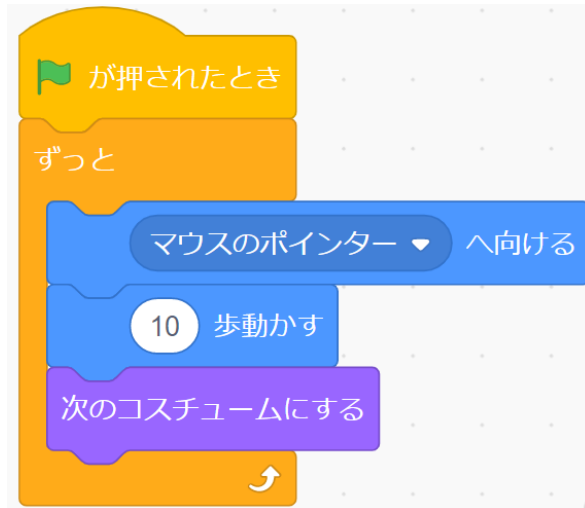 が押されたとき
ずっと
マウスのポインター へ向ける
10 歩動かす
次のコスチュームにする